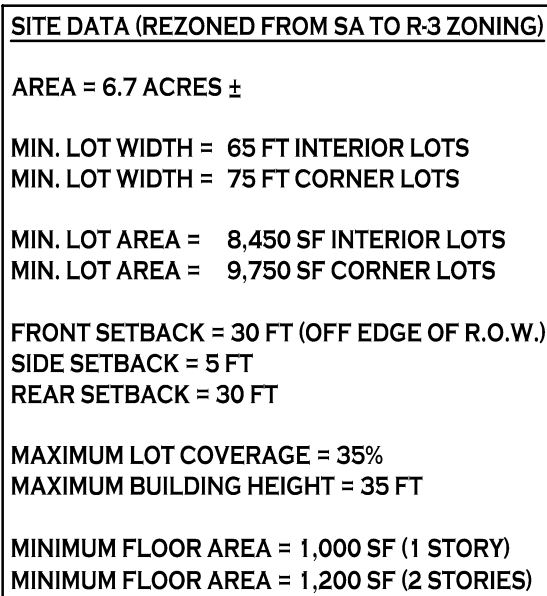 SITE DATA (REZONED FROM SA TO R-3 ZONING)
AREA = 6.7 ACRES ±
MIN. LOT WIDTH = 65 FT INTERIOR LOTS
MIN. LOT WIDTH = 75 FT CORNER LOTS
MIN. LOT AREA = 8,450 SF INTERIOR LOTS
MIN. LOT AREA = 9,750 SF CORNER LOTS
FRONT SETBACK = 30 FT (OFF EDGE OF R.O.W.)
SIDE SETBACK = 5 FT
REAR SETBACK = 30 FT
MAXIMUM LOT COVERAGE = 35%
MAXIMUM BUILDING HEIGHT = 35 FT
MINIMUM FLOOR AREA = 1,000 SF (1 STORY)
MINIMUM FLOOR AREA = 1,200 SF (2 STORIES)